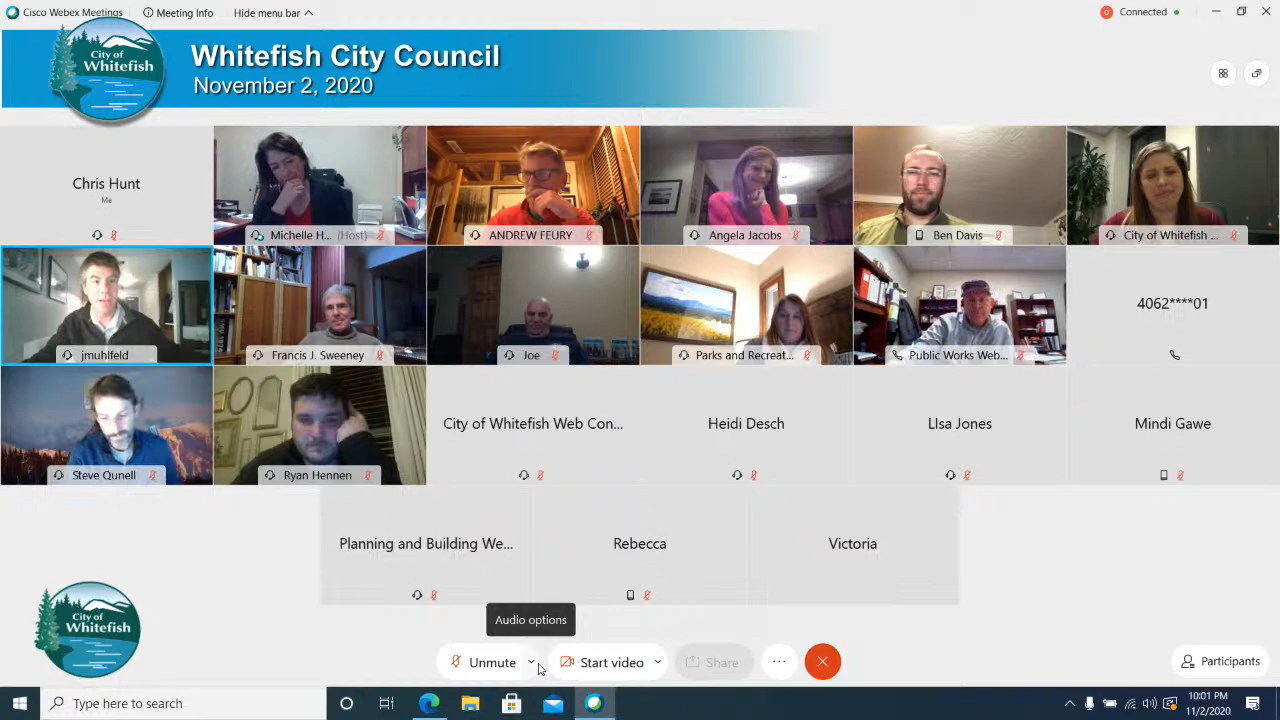 Cisco Webex Meetings
Meeting Info
Hide menu bar
Connected
City of
Whitefish
Whitefish City Council
November 2, 2020
Chris Hunt
Me
Michelle H... (Host)
ANDREW FEURY
Angela Jacobs
Ben Davis
City of Whitefish ...
jmuhlfeld
Francis J. Sweeney
Joe
Parks and Recreat...
Public Works Web...
4062****01
Steve Qunell
Ryan Hennen
City of Whitefish Web Con...
Heidi Desch
LIsa Jones
Mindi Gawe
Planning and Building We...
Rebecca
Victoria
City of
Whitefish
Audio options
Unmute
Start video
Share
Participants
Type here to search
10:01 PM
11/2/2020